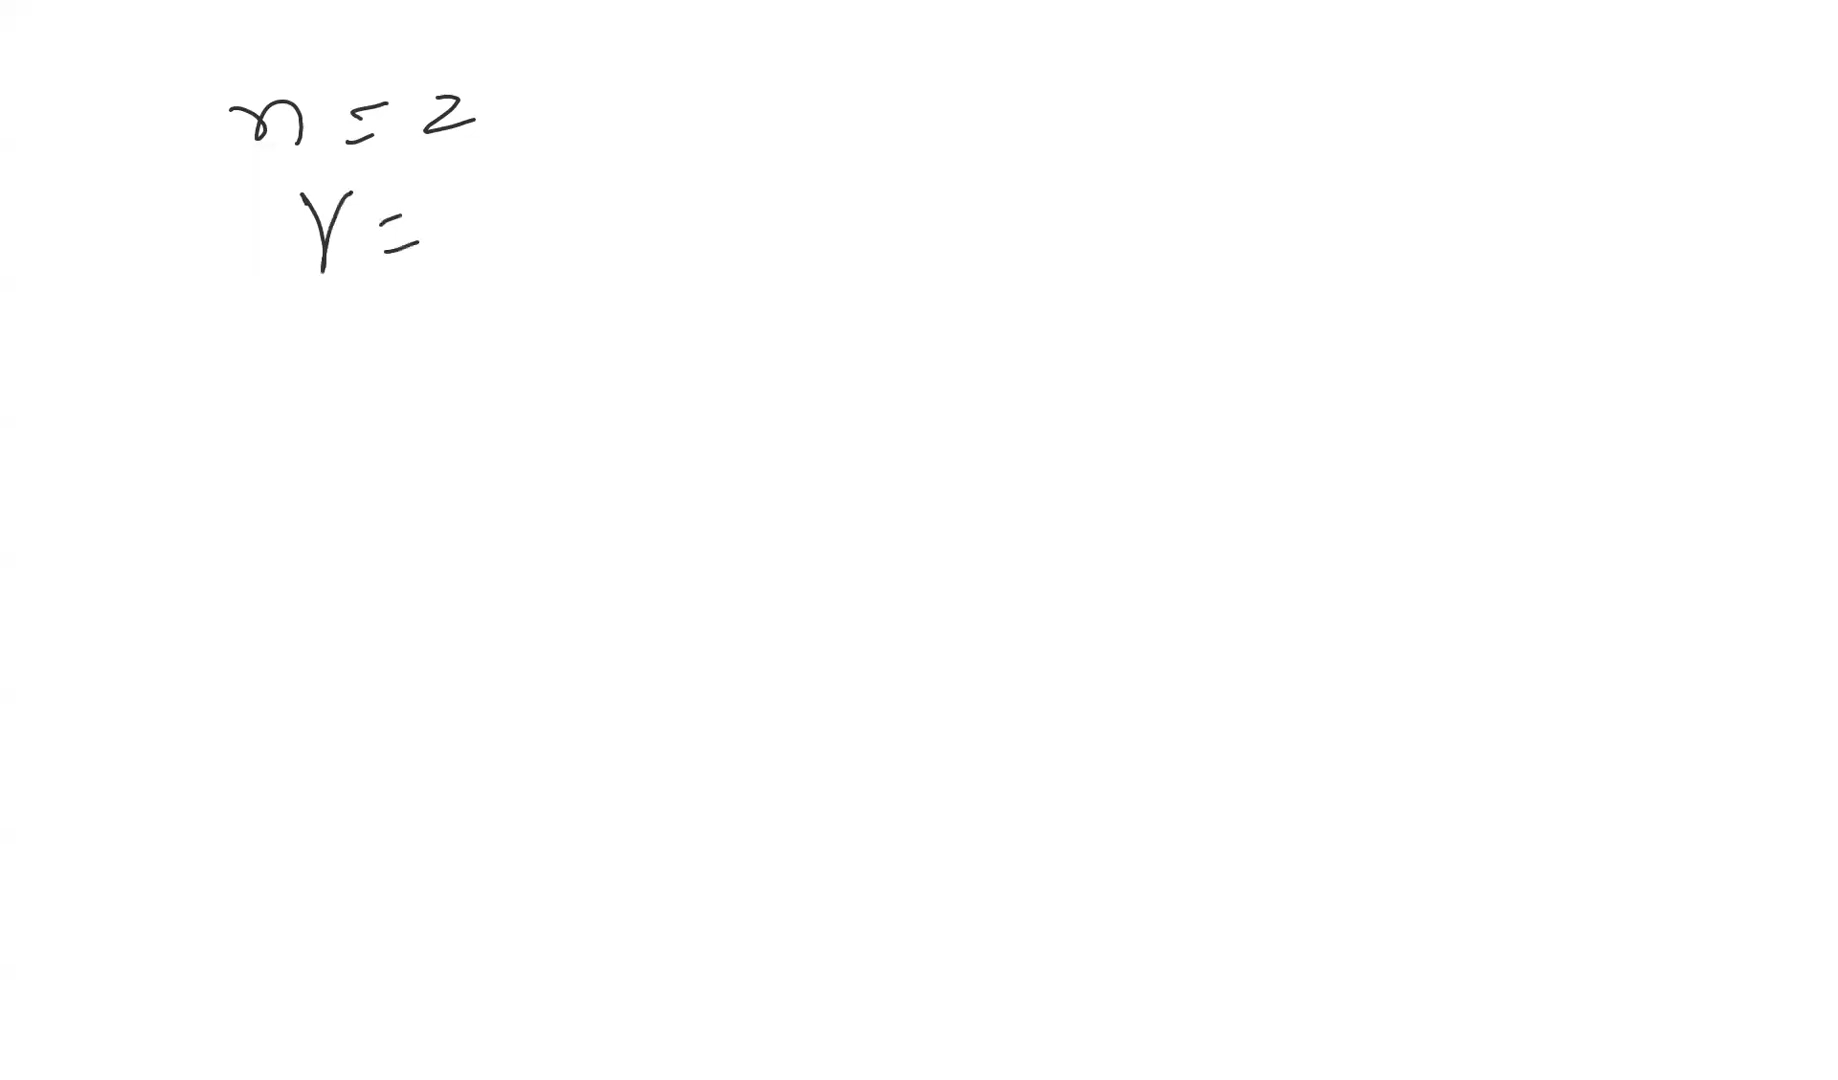 n = 2
γ =